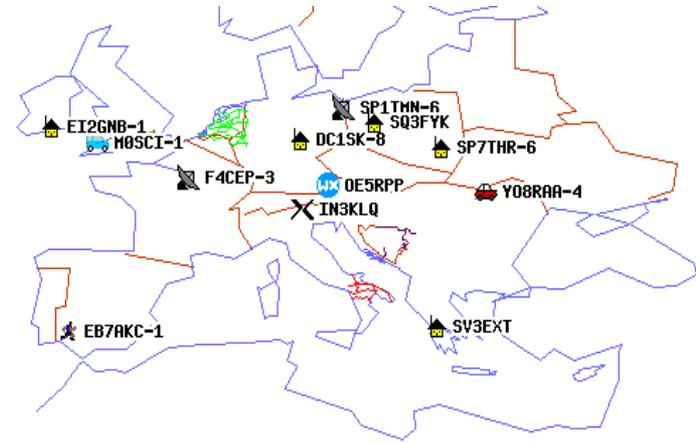 SP1TMN-6
SQ3FYK
EI2GNB-1
M0SCI-1
DC1SK-8
SP7THR-6
F4CEP-3
WX OE5RPP
YO8RAA-4
IN3KLQ
SV3EXT
EB7AKC-1